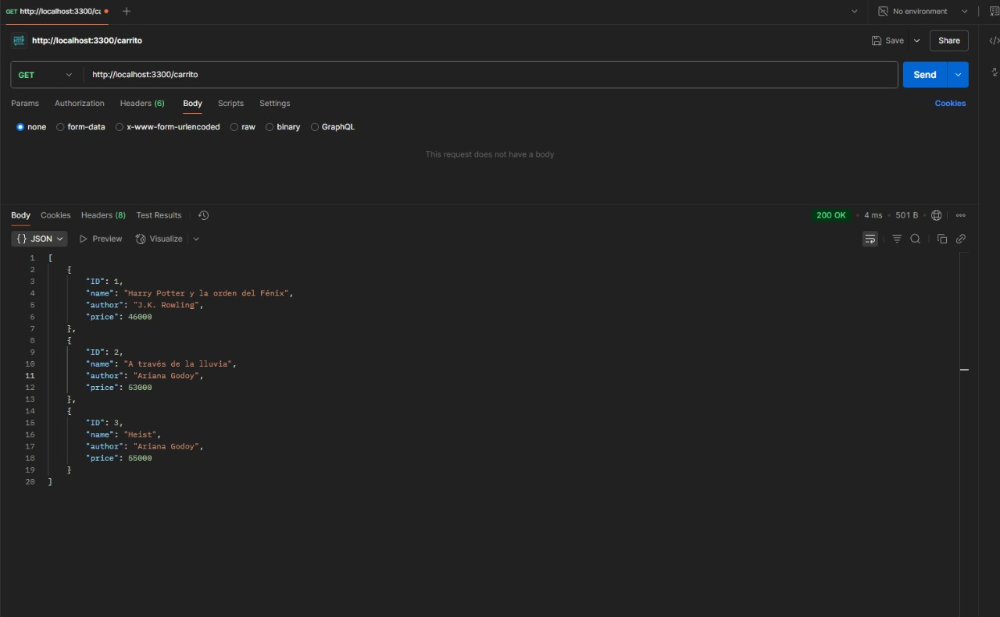 GET http://localhost:3300/ca
No environment
HTTP http://localhost:3300/carrito
Save Share
GET http://localhost:3300/carrito Send
Params Authorization Headers (6) Body Scripts Settings Cookies
none form-data x-www-form-urlencoded raw binary GraphQL
This request does not have a body
Body Cookies Headers (8) Test Results 200 OK 4 ms 501 B
{} JSON Preview Visualize
1 [
2 {
3 "ID": 1,
4 "name": "Harry Potter y la orden del Fénix",
5 "author": "J.K. Rowling",
6 "price": 46000
7 },
8 {
9 "ID": 2,
10 "name": "A través de la lluvia",
11 "author": "Ariana Godoy",
12 "price": 53000
13 },
14 {
15 "ID": 3,
16 "name": "Heist",
17 "author": "Ariana Godoy",
18 "price": 55000
19 }
20 ]